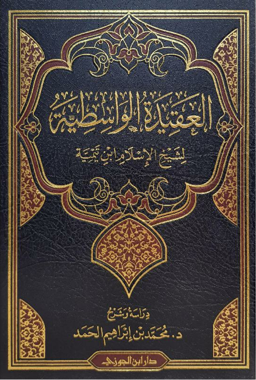 العقيدة الواسطية
لشيخ الإسلام ابن تيمية
دراسة وشرح
د. محمد بن إبراهيم الحمد
دار ابن الجوزي